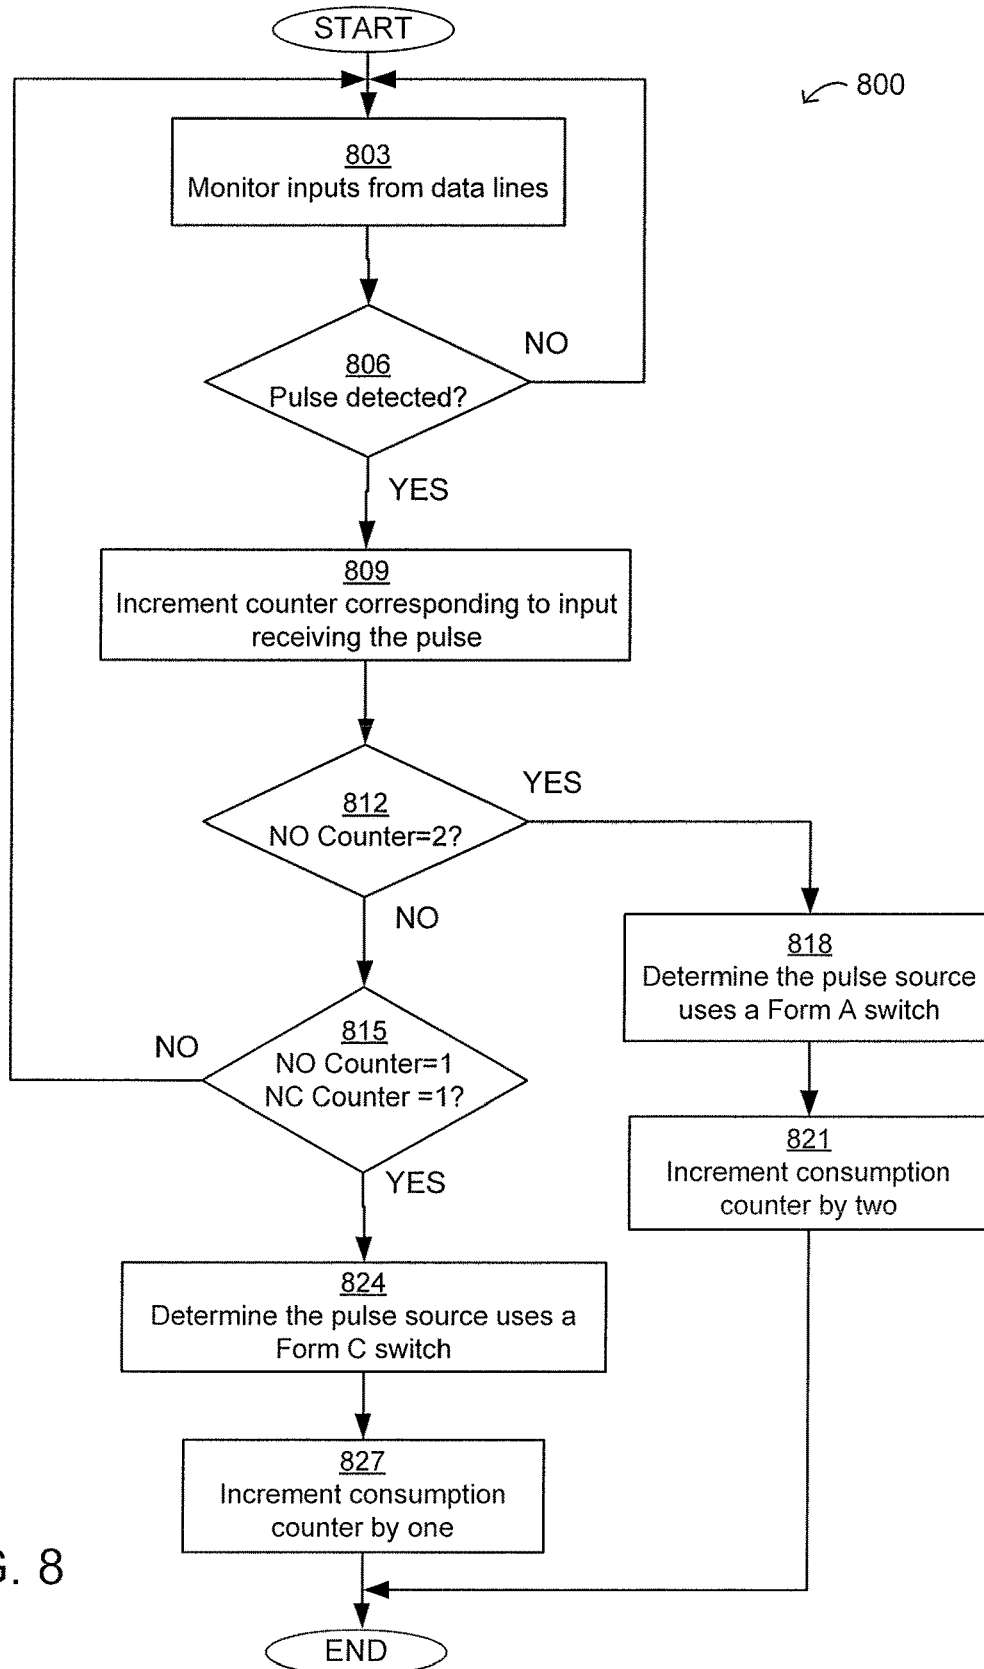 START
800
803
Monitor inputs from data lines
806
Pulse detected?
NO
YES
809
Increment counter corresponding to input
receiving the pulse
812
NO Counter=2?
YES
NO
815
NO Counter=1
NC Counter =1?
NO
YES
818
Determine the pulse source
uses a Form A switch
821
Increment consumption
counter by two
824
Determine the pulse source uses a
Form C switch
827
Increment consumption
counter by one
G. 8
END